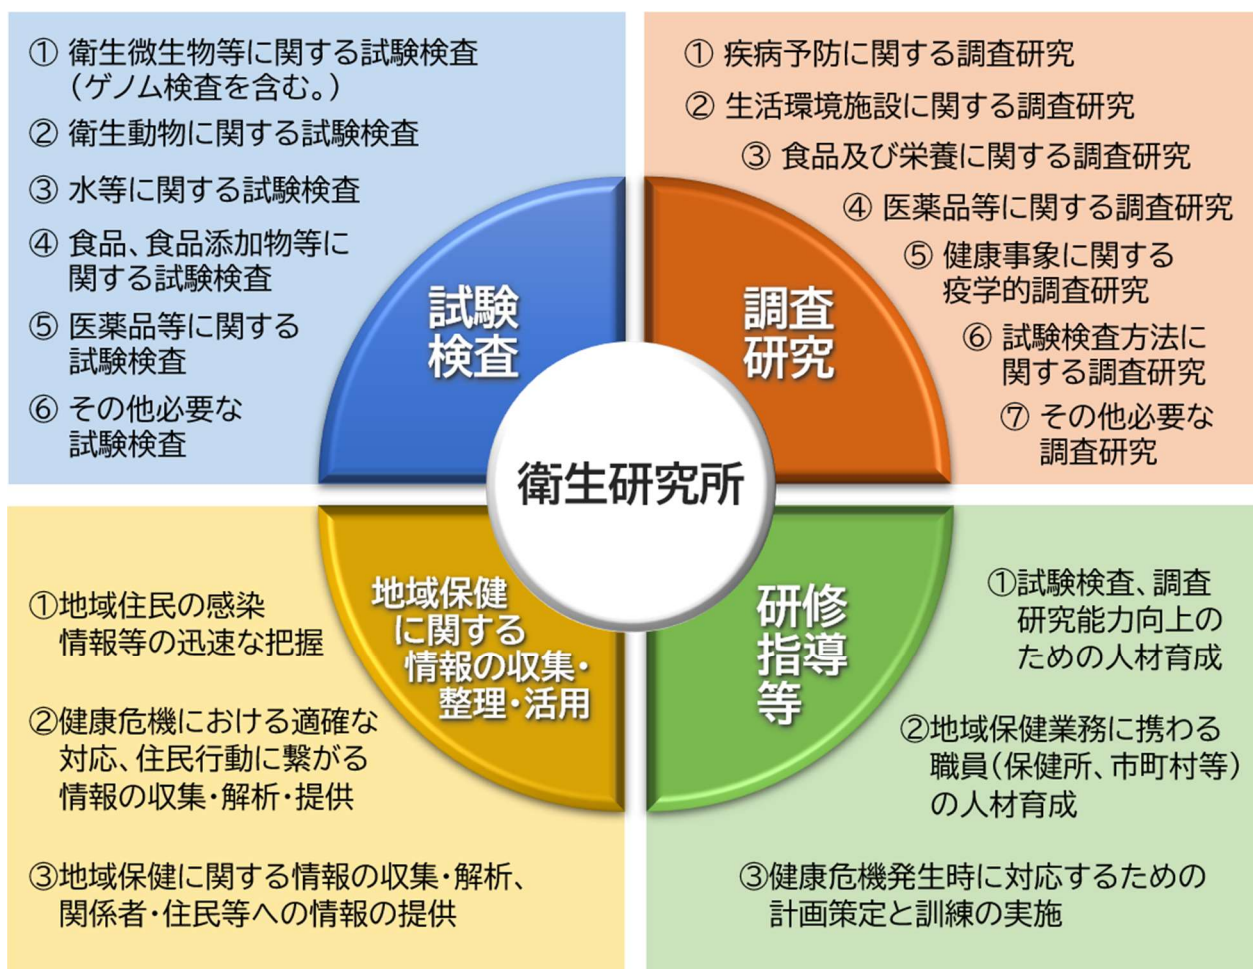 ① 衛生微生物等に関する試験検査
（ゲノム検査を含む。）
② 衛生動物に関する試験検査
③ 水等に関する試験検査
④ 食品、食品添加物等に
関する試験検査
⑤ 医薬品等に関する
試験検査
⑥ その他必要な
試験検査
試験
検査
① 疾病予防に関する調査研究
② 生活環境施設に関する調査研究
③ 食品及び栄養に関する調査研究
④ 医薬品等に関する調査研究
⑤ 健康事象に関する
疫学的調査研究
⑥ 試験検査方法に
関する調査研究
⑦ その他必要な
調査研究
調査
研究
衛生研究所
①地域住民の感染
情報等の迅速な把握
②健康危機における適確な
対応、住民行動に繋がる
情報の収集・解析・提供
③地域保健に関する情報の収集・解析、
関係者・住民等への情報の提供
地域保健
に関する
情報の収集・
整理・活用
研修
指導
等
①試験検査、調査
研究能力向上の
ための人材育成
②地域保健業務に携わる
職員（保健所、市町村等）
の人材育成
③健康危機発生時に対応するための
計画策定と訓練の実施